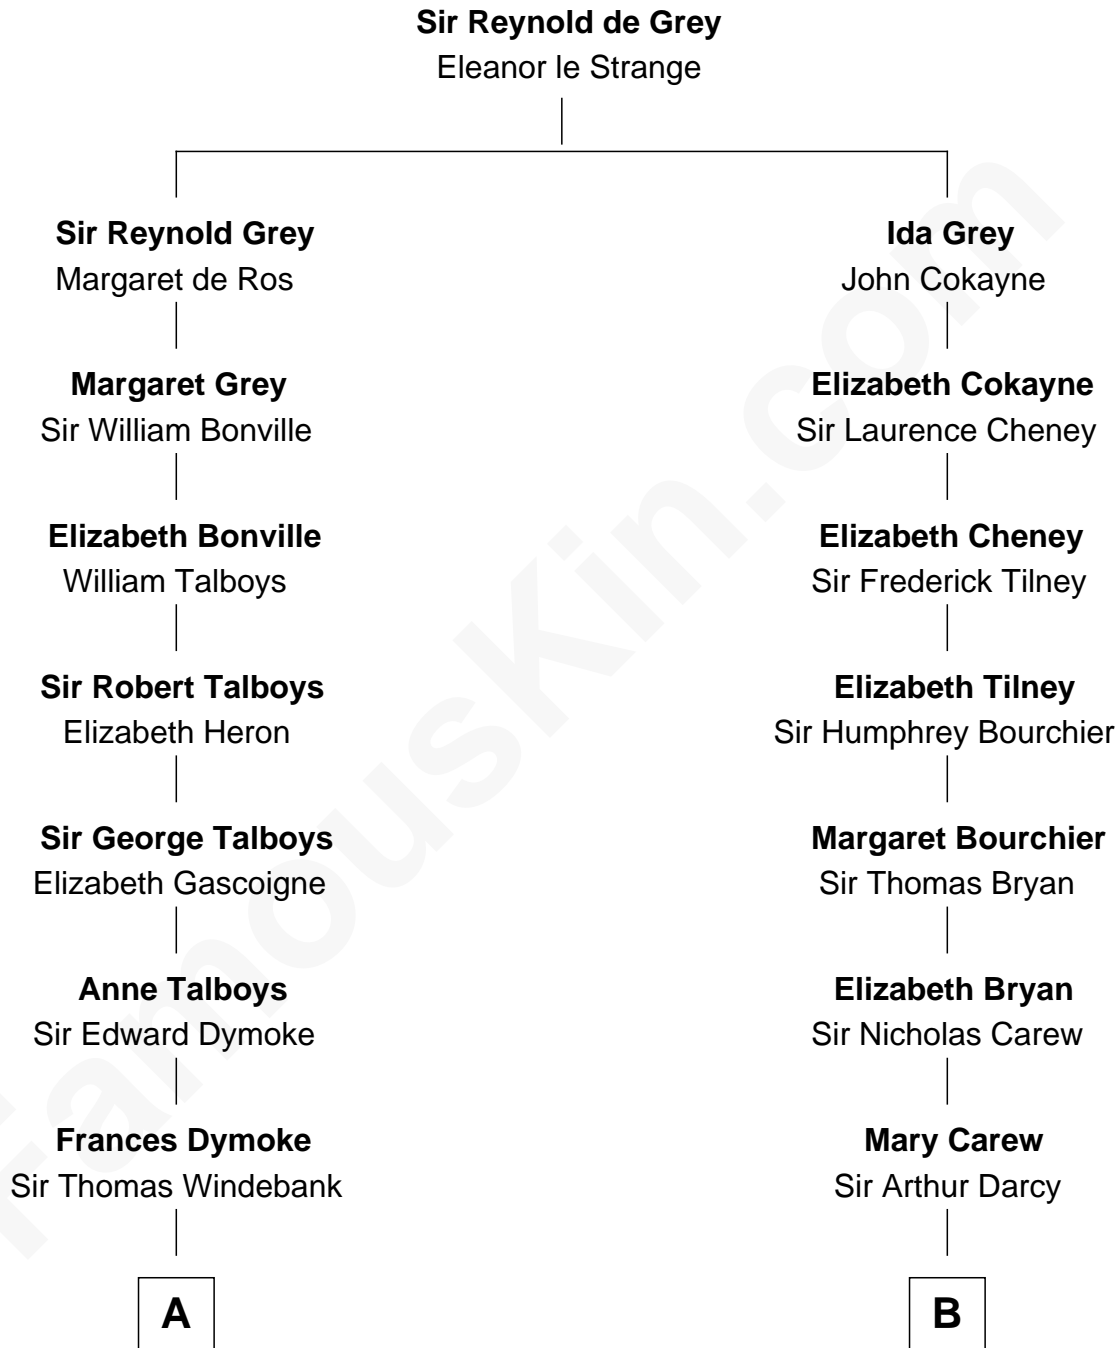 Sir Reynold de Grey
Eleanor le Strange
Sir Reynold Grey
Margaret de Ros
Ida Grey
John Cokayne
Margaret Grey
Sir William Bonville
Elizabeth Cokayne
Sir Laurence Cheney
Elizabeth Bonville
William Talboys
Elizabeth Cheney
Sir Frederick Tilney
Sir Robert Talboys
Elizabeth Heron
Elizabeth Tilney
Sir Humphrey Bourchier
Sir George Talboys
Elizabeth Gascoigne
Margaret Bourchier
Sir Thomas Bryan
Anne Talboys
Sir Edward Dymoke
Elizabeth Bryan
Sir Nicholas Carew
Frances Dymoke
Sir Thomas Windebank
Mary Carew
Sir Arthur Darcy
A
B
FamousKin.com